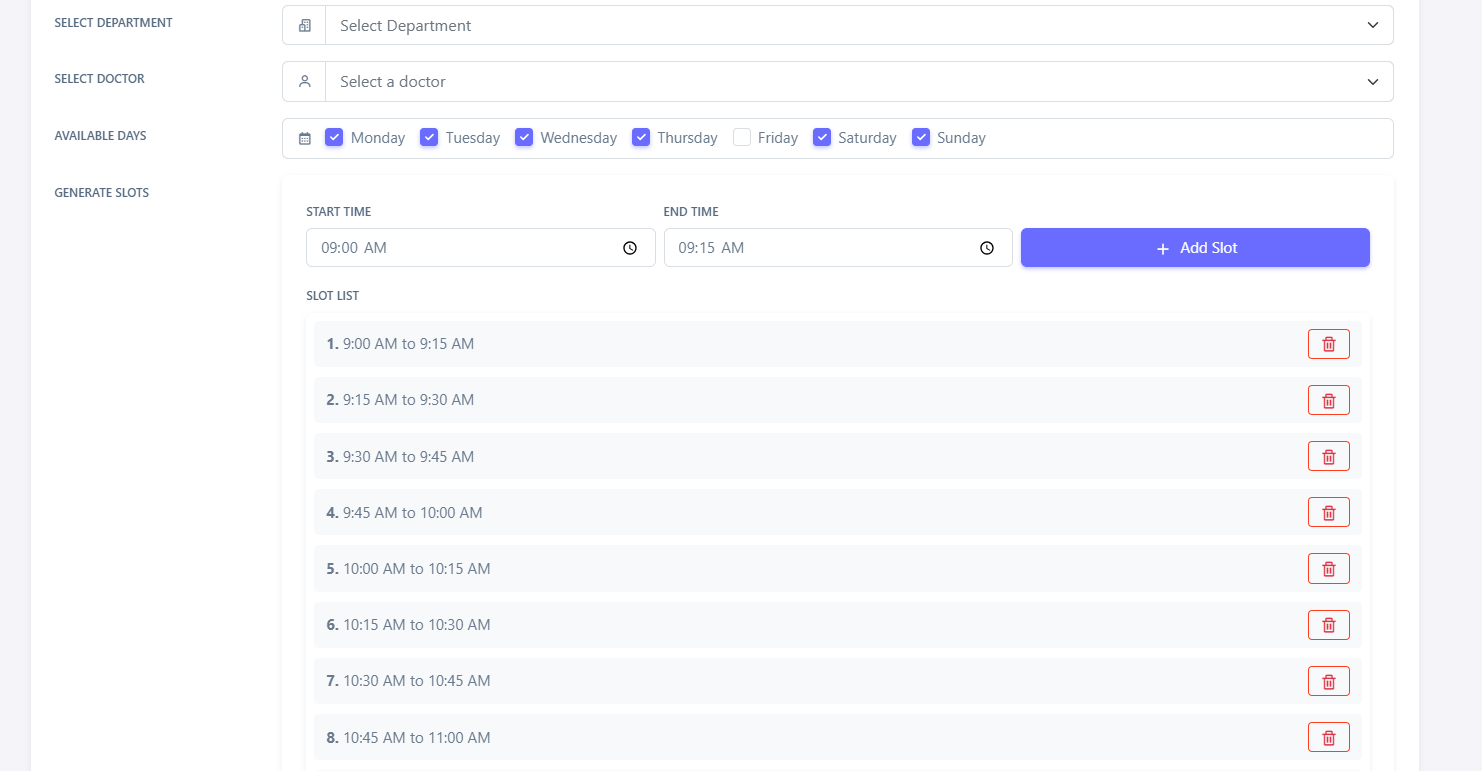 SELECT DEPARTMENT
Select Department
SELECT DOCTOR
Select a doctor
AVAILABLE DAYS
Monday Tuesday Wednesday Thursday Friday Saturday Sunday
GENERATE SLOTS
START TIME END TIME
09:00 AM 09:15 AM + Add Slot
SLOT LIST
1. 9:00 AM to 9:15 AM
2. 9:15 AM to 9:30 AM
3. 9:30 AM to 9:45 AM
4. 9:45 AM to 10:00 AM
5. 10:00 AM to 10:15 AM
6. 10:15 AM to 10:30 AM
7. 10:30 AM to 10:45 AM
8. 10:45 AM to 11:00 AM